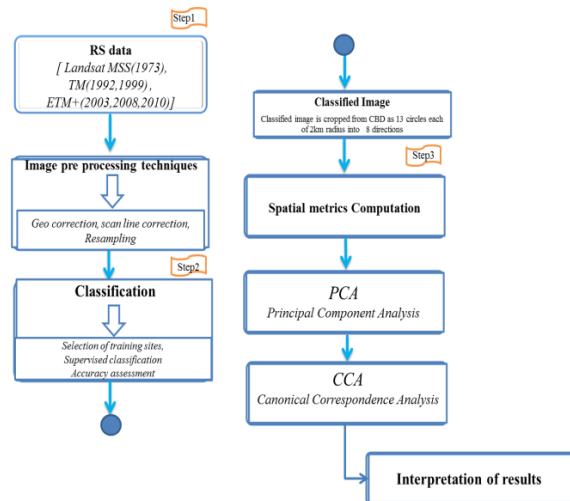 Step1
RS data
[ Landsat MSS(1973),
TM(1992,1999) ,
ETM+(2003,2008,2010)]
Image pre processing techniques
Geo correction, scan line correction,
Resampling
Step2
Classification
Selection of training sites,
Supervised classification
Accuracy assessment
Classified Image
Classified image is cropped from CBD as 13 circles each
of 2km radius into 8 directions
Step3
Spatial metrics Computation
PCA
Principal Component Analysis
CCA
Canonical Correspondence Analysis
Interpretation of results